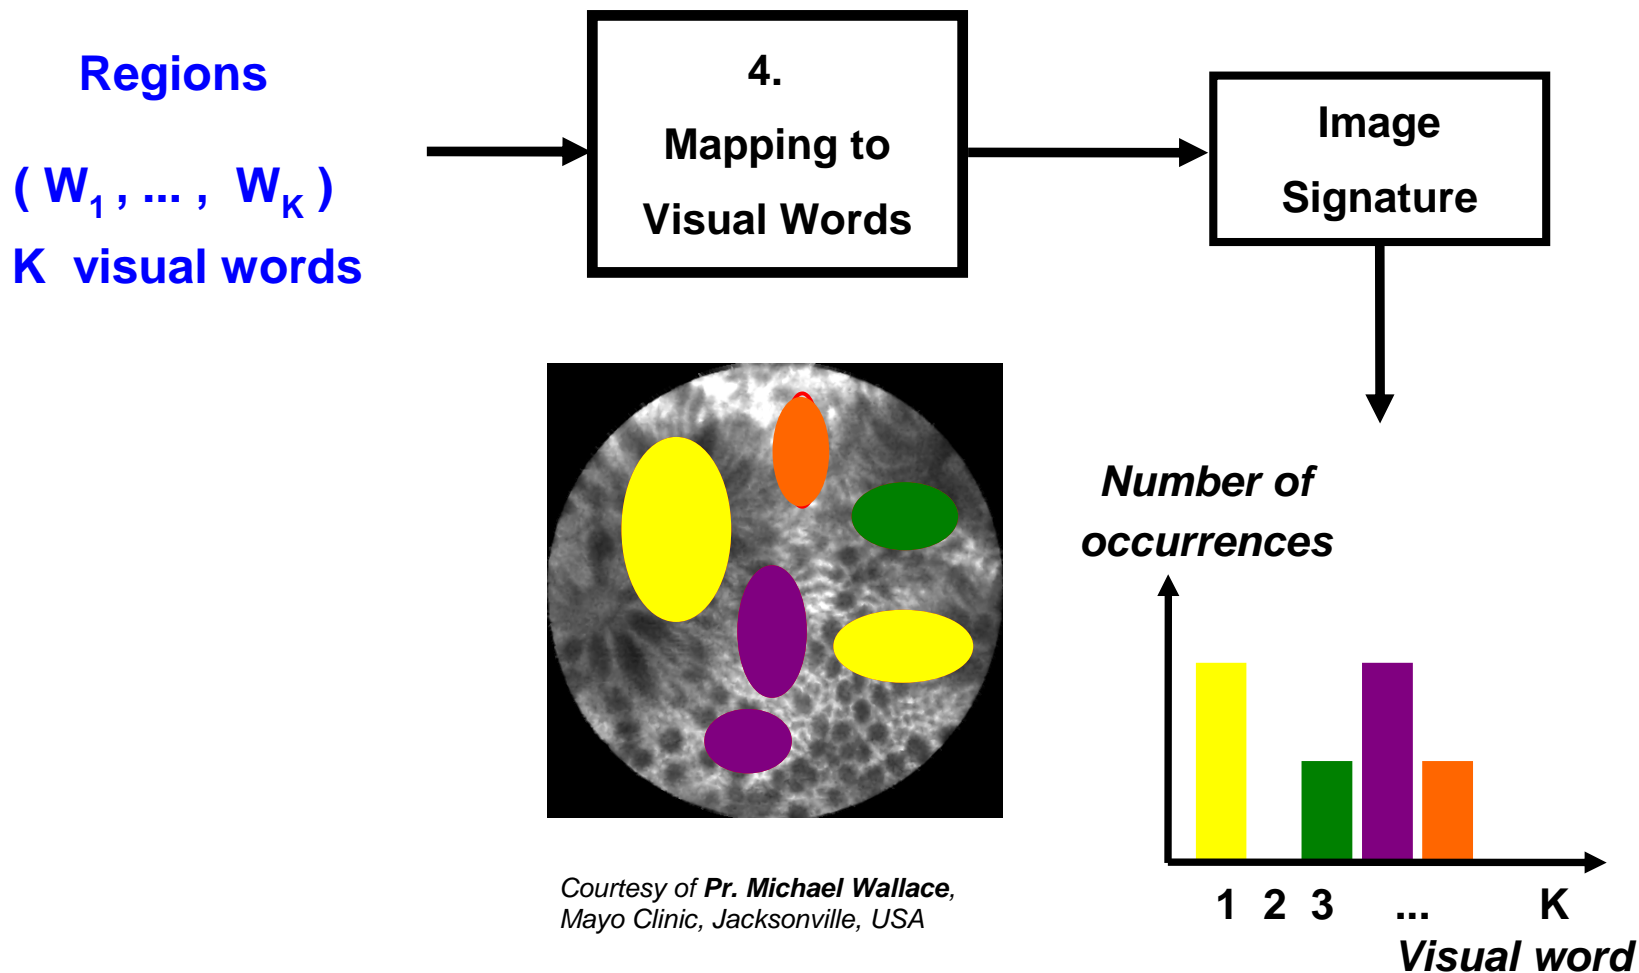 Regions
( W1 , ... , WK )
K visual words
4.
Mapping to
Visual Words
Image
Signature
Number of
occurrences
1 2 3 ... K
Visual word
Courtesy of Pr. Michael Wallace,
Mayo Clinic, Jacksonville, USA